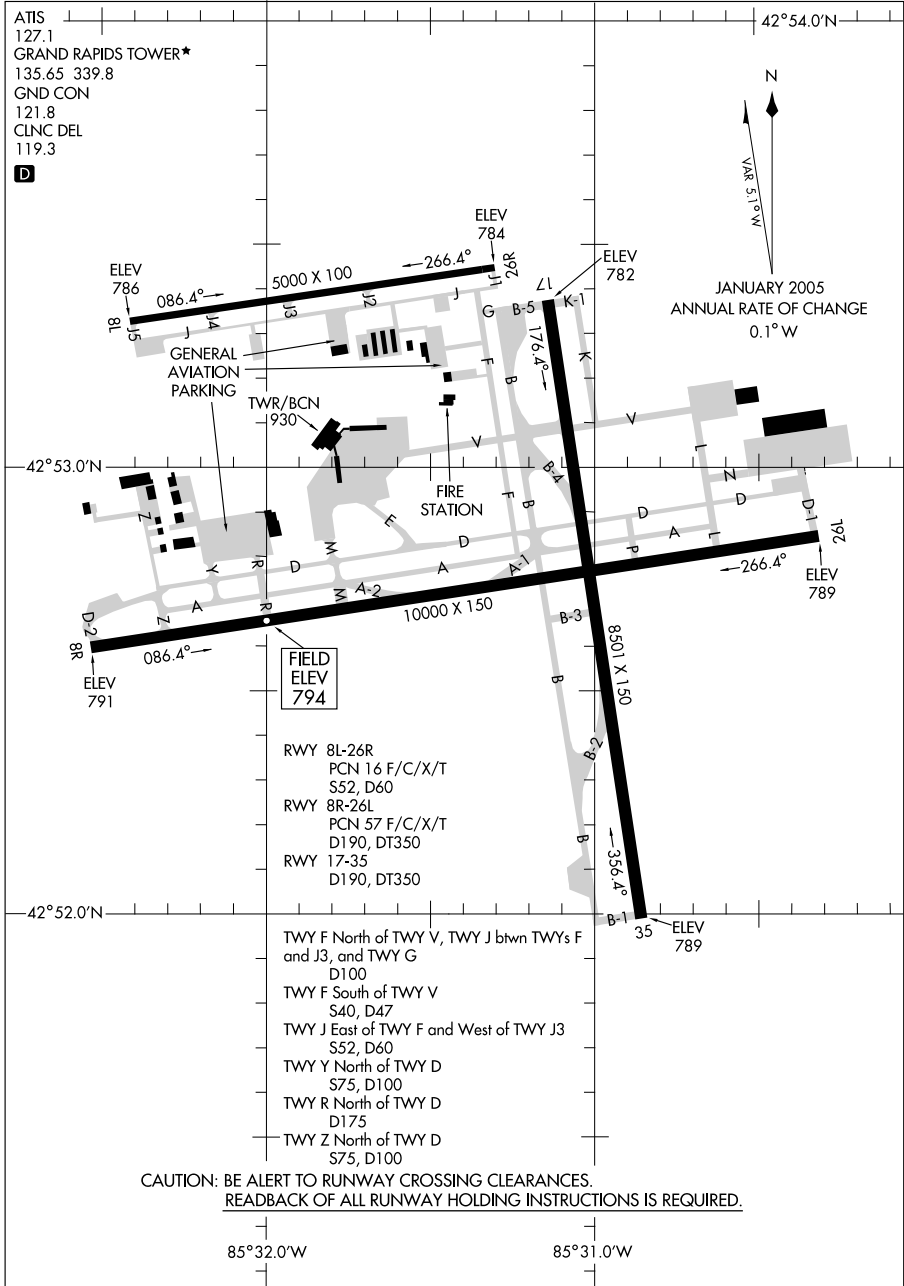 ATIS
127.1
GRAND RAPIDS TOWER★
135.65 339.8
GND CON
121.8
CLNC DEL
119.3
D
42°54.0'N
N
VAR 5.1° W
JANUARY 2005
ANNUAL RATE OF CHANGE
0.1° W
ELEV
786
8L
J5
086.4°
5000 X 100
266.4°
ELEV
784
26R
J1
J
J4
J3
J2
J
G
B-5
17
K-1
ELEV
782
176.4°
K
F
B
GENERAL
AVIATION
PARKING
TWR/BCN
930
V
V
FIRE
STATION
42°53.0'N
B-4
F
B
L
N
D
D
D-1
26L
Z
E
M
D
D
Y
R
A
A-1
A
P
L
A-2
M
A
Z
R
D-2
8R
ELEV
791
086.4°
10000 X 150
266.4°
ELEV
789
FIELD
ELEV
794
B-3
B
8501 X 150
B-2
B
356.4°
RWY 8L-26R
PCN 16 F/C/X/T
S52, D60
RWY 8R-26L
PCN 57 F/C/X/T
D190, DT350
RWY 17-35
D190, DT350
42°52.0'N
B-1
35
ELEV
789
TWY F North of TWY V, TWY J btwn TWYs F
and J3, and TWY G
D100
TWY F South of TWY V
S40, D47
TWY J East of TWY F and West of TWY J3
S52, D60
TWY Y North of TWY D
S75, D100
TWY R North of TWY D
D175
TWY Z North of TWY D
S75, D100
CAUTION: BE ALERT TO RUNWAY CROSSING CLEARANCES.
READBACK OF ALL RUNWAY HOLDING INSTRUCTIONS IS REQUIRED.
85°32.0'W
85°31.0'W